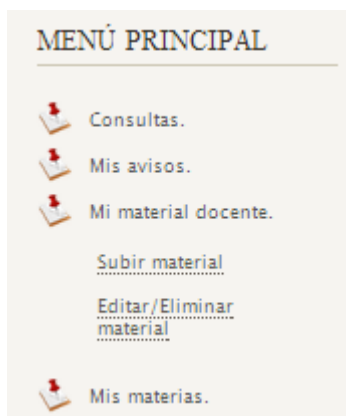 MENÚ PRINCIPAL
Consultas.
Mis avisos.
Mi material docente.
Subir material
Editar/Eliminar
material
Mis materias.